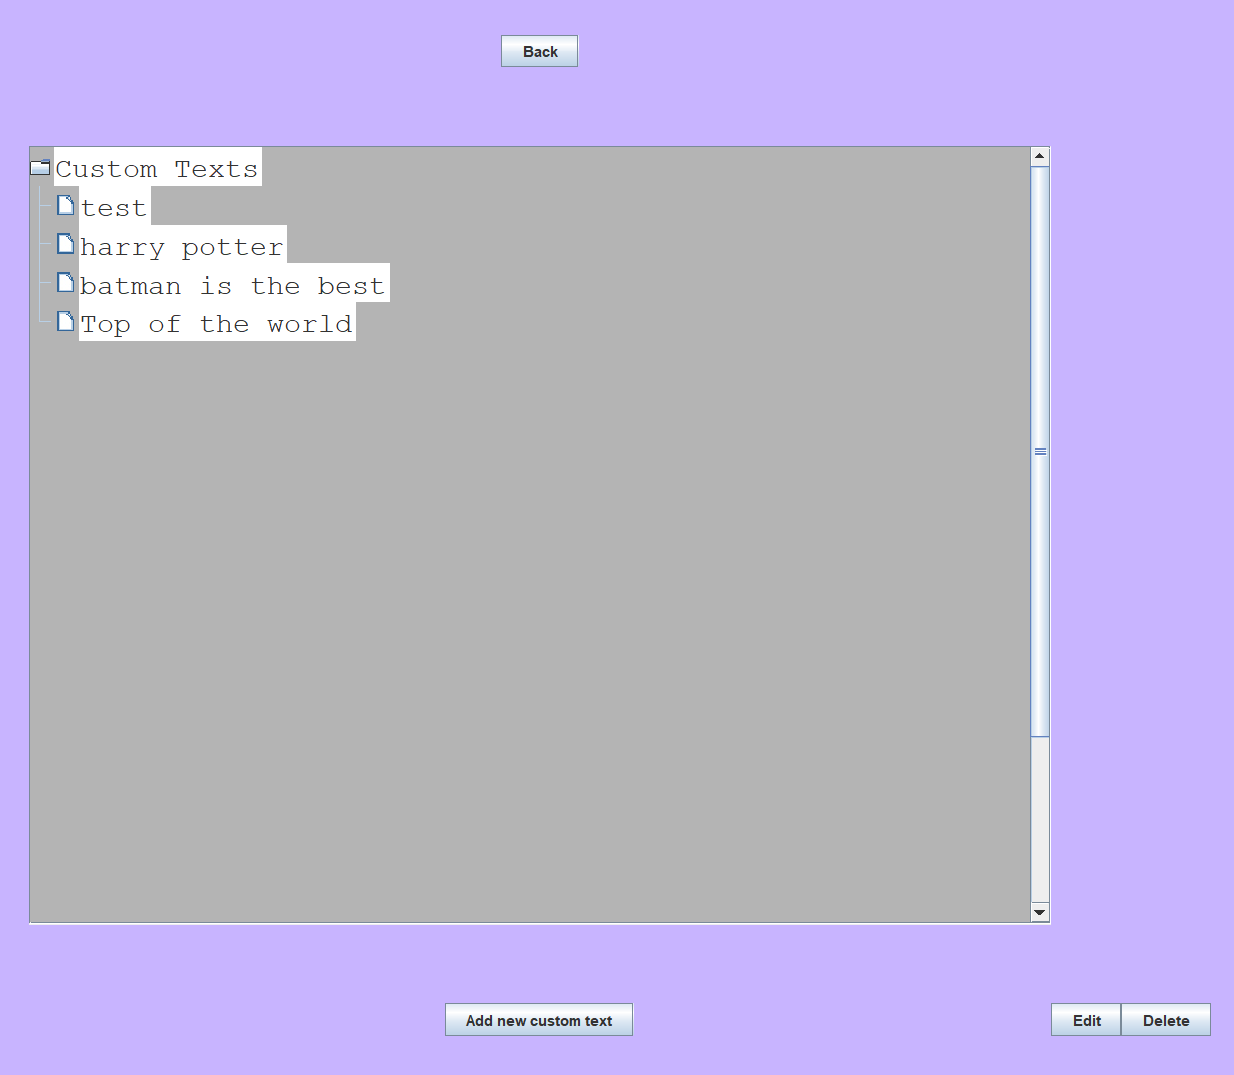 Back
Custom Texts
test
harry potter
batman is the best
Top of the world
Add new custom text
Edit
Delete